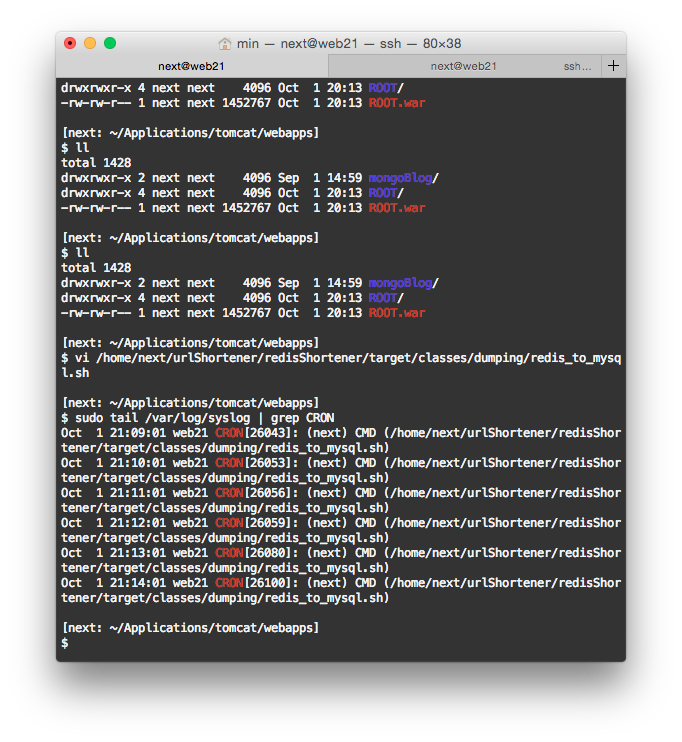 min — next@web21 — ssh — 80×38
next@web21 next@web21 ssh... +
drwxrwxr-x 4 next next    4096 Oct  1 20:13 ROOT/
-rw-rw-r-- 1 next next 1452767 Oct  1 20:13 ROOT.war
[next: ~/Applications/tomcat/webapps]
$ ll
total 1428
drwxrwxr-x 2 next next    4096 Sep  1 14:59 mongoBlog/
drwxrwxr-x 4 next next    4096 Oct  1 20:13 ROOT/
-rw-rw-r-- 1 next next 1452767 Oct  1 20:13 ROOT.war
[next: ~/Applications/tomcat/webapps]
$ ll
total 1428
drwxrwxr-x 2 next next    4096 Sep  1 14:59 mongoBlog/
drwxrwxr-x 4 next next    4096 Oct  1 20:13 ROOT/
-rw-rw-r-- 1 next next 1452767 Oct  1 20:13 ROOT.war
[next: ~/Applications/tomcat/webapps]
$ vi /home/next/urlShortener/redisShortener/target/classes/dumping/redis_to_mysq
l.sh
[next: ~/Applications/tomcat/webapps]
$ sudo tail /var/log/syslog | grep CRON
Oct  1 21:09:01 web21 CRON[26043]: (next) CMD (/home/next/urlShortener/redisShor
tener/target/classes/dumping/redis_to_mysql.sh)
Oct  1 21:10:01 web21 CRON[26053]: (next) CMD (/home/next/urlShortener/redisShor
tener/target/classes/dumping/redis_to_mysql.sh)
Oct  1 21:11:01 web21 CRON[26056]: (next) CMD (/home/next/urlShortener/redisShor
tener/target/classes/dumping/redis_to_mysql.sh)
Oct  1 21:12:01 web21 CRON[26059]: (next) CMD (/home/next/urlShortener/redisShor
tener/target/classes/dumping/redis_to_mysql.sh)
Oct  1 21:13:01 web21 CRON[26080]: (next) CMD (/home/next/urlShortener/redisShor
tener/target/classes/dumping/redis_to_mysql.sh)
Oct  1 21:14:01 web21 CRON[26100]: (next) CMD (/home/next/urlShortener/redisShor
tener/target/classes/dumping/redis_to_mysql.sh)
[next: ~/Applications/tomcat/webapps]
$